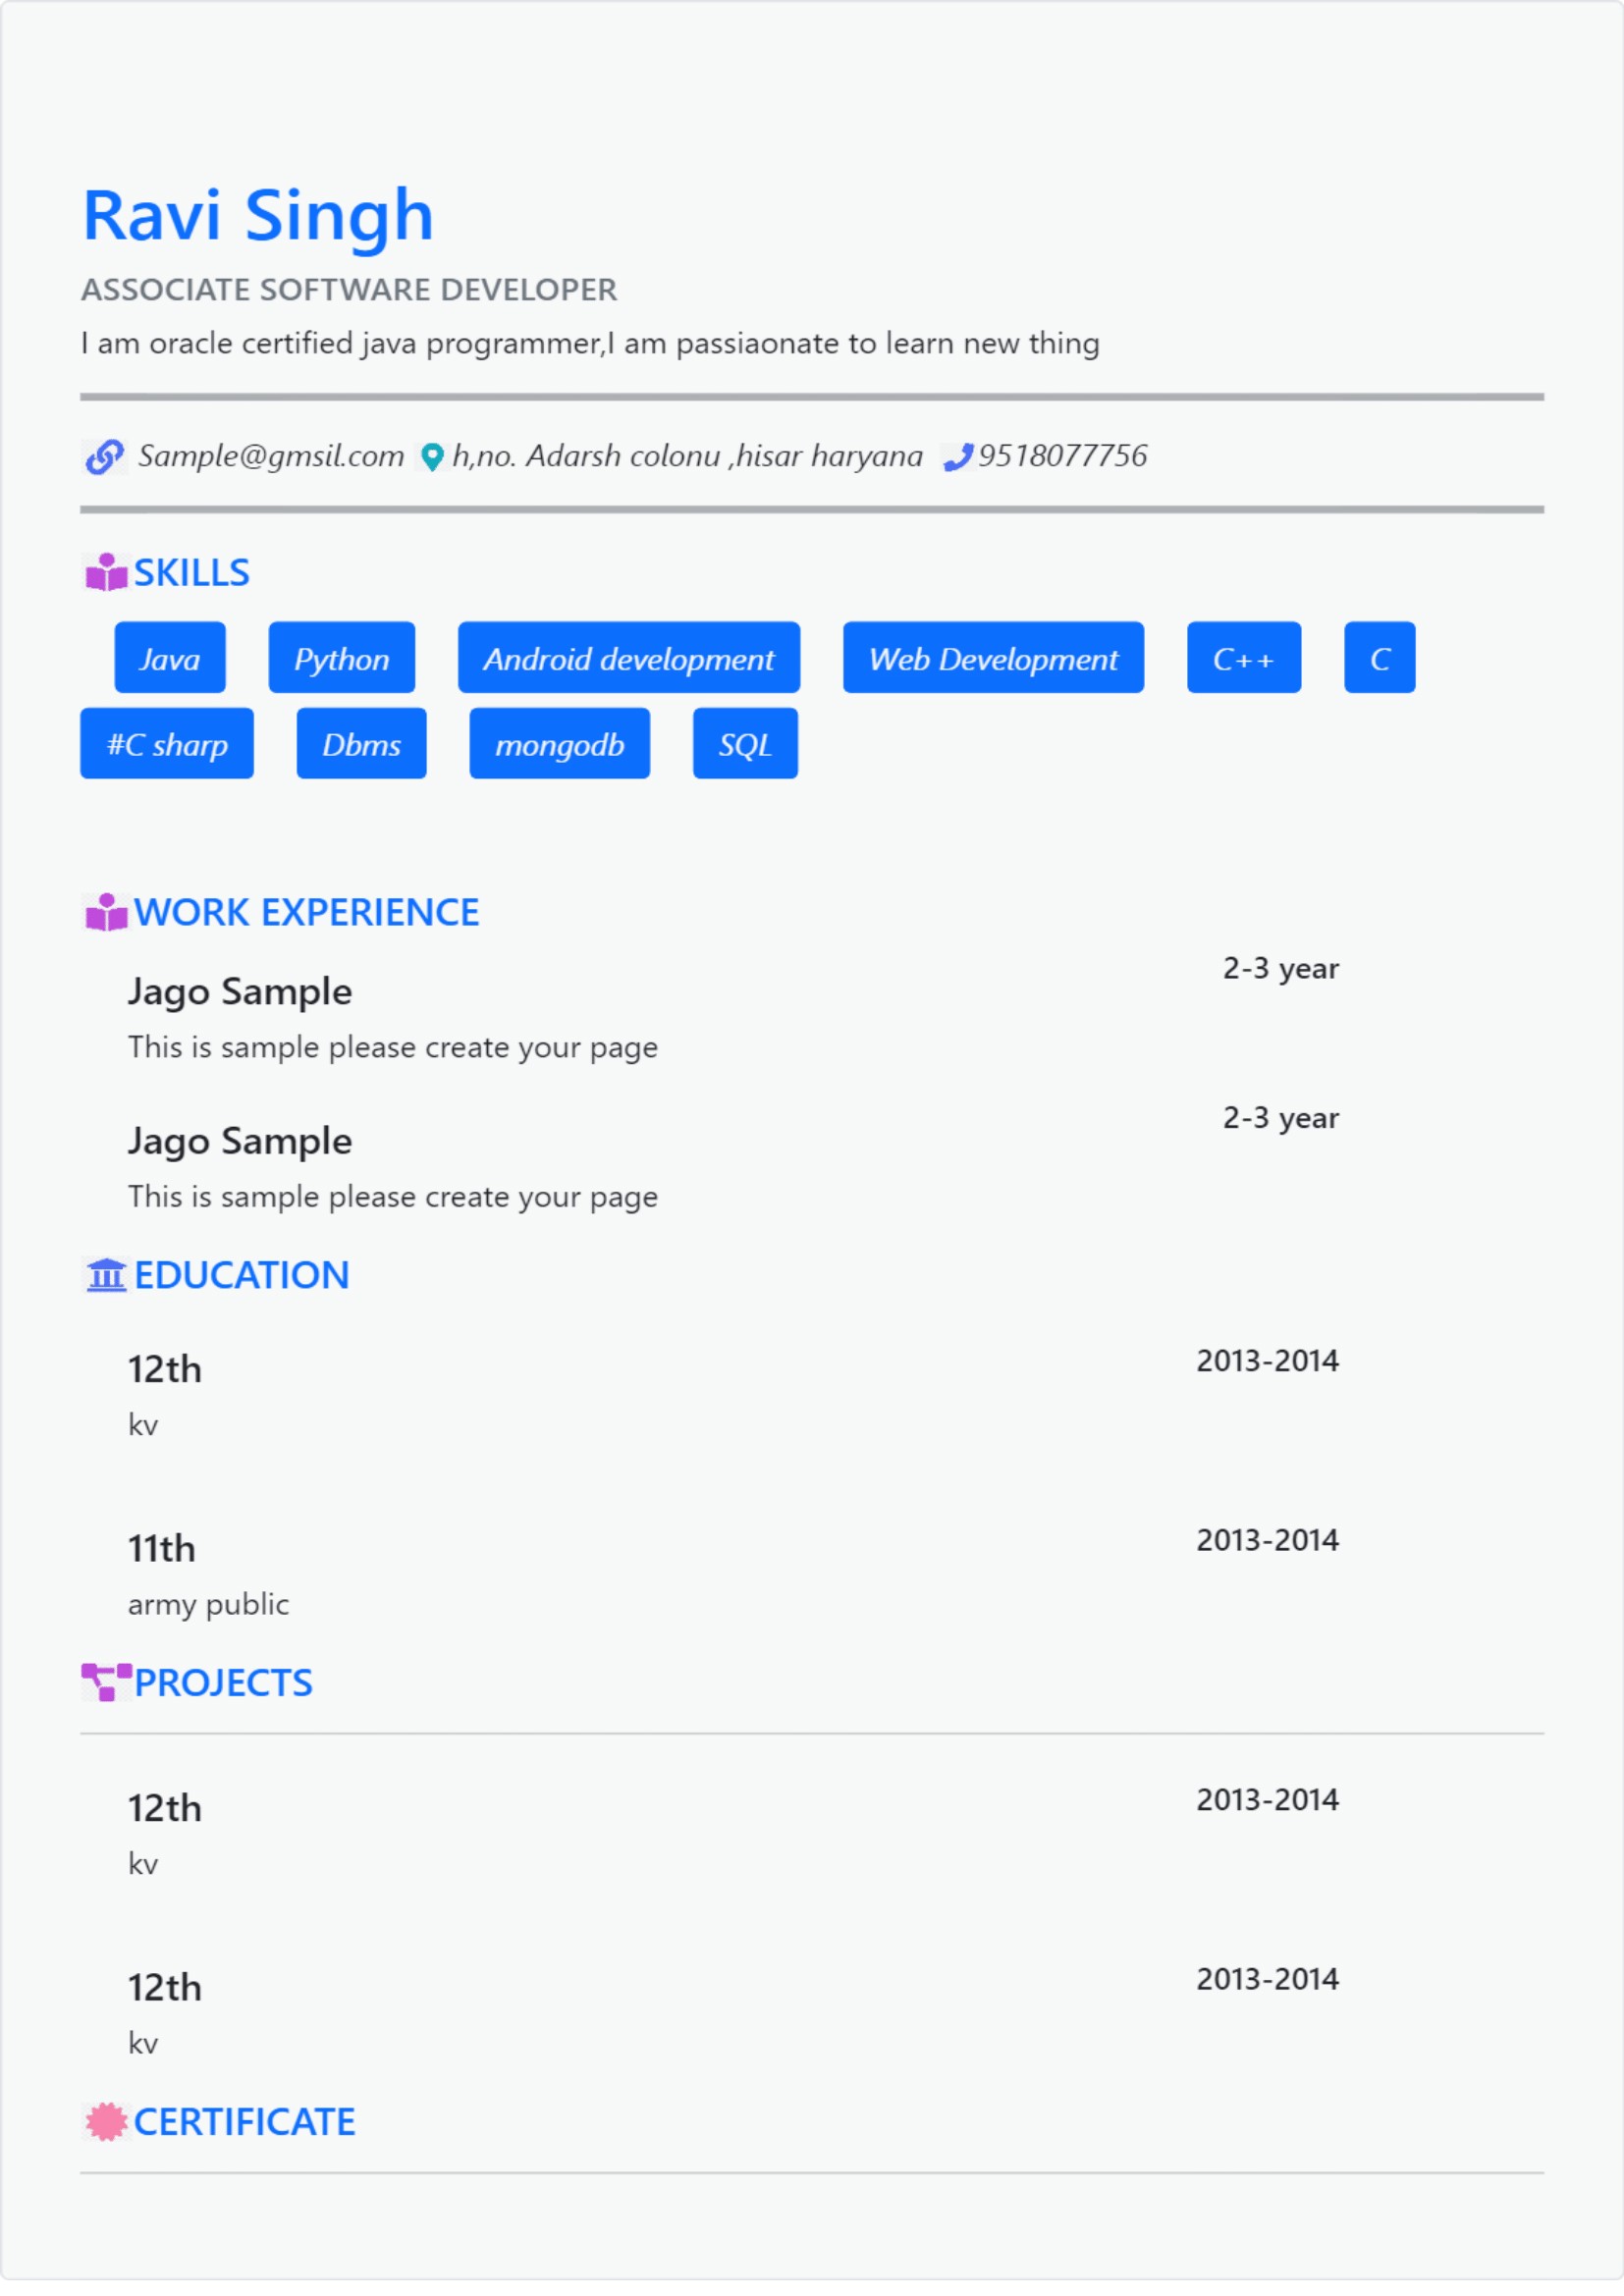 Ravi Singh
ASSOCIATE SOFTWARE DEVELOPER
I am oracle certified java programmer,I am passiaonate to learn new thing
Sample@gmsil.com h,no. Adarsh colonu ,hisar haryana 9518077756
SKILLS
Java Python Android development Web Development C++ C
#C sharp Dbms mongodb SQL
WORK EXPERIENCE
Jago Sample 2-3 year
This is sample please create your page
Jago Sample 2-3 year
This is sample please create your page
EDUCATION
12th 2013-2014
kv
11th 2013-2014
army public
PROJECTS
12th 2013-2014
kv
12th 2013-2014
kv
CERTIFICATE